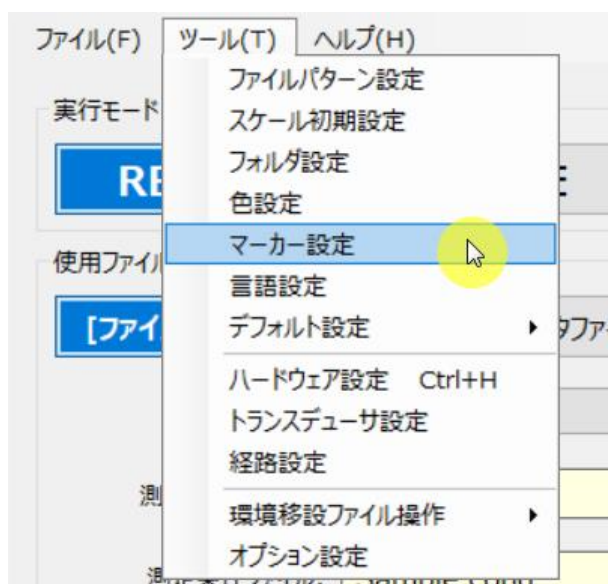 ファイル(F) ツール(T) ヘルプ(H)
ファイルパターン設定
実行モード
スケール初期設定
フォルダ設定
色設定
マーカー設定
使用ファイル
言語設定
[ファイ
デフォルト設定
タファ
ハードウェア設定 Ctrl+H
トランスデューサ設定
経路設定
測
環境移設ファイル操作
オプション設定